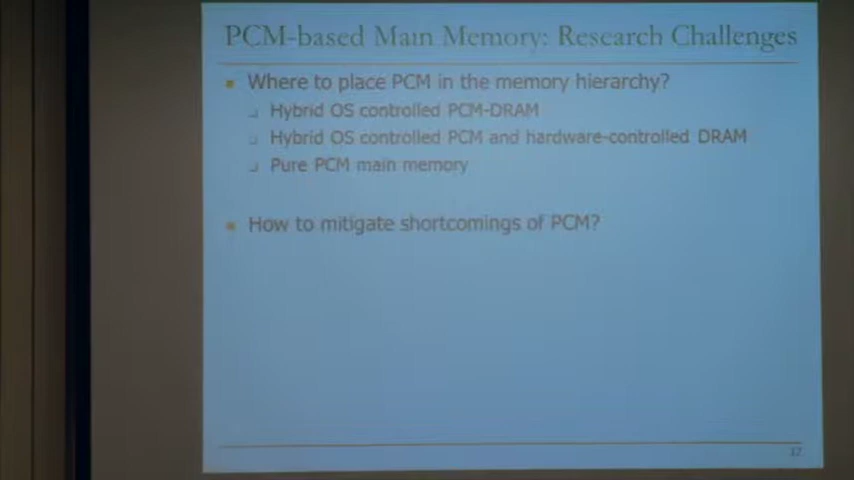 PCM-based Main Memory: Research Challenges
Where to place PCM in the memory hierarchy?
Hybrid OS controlled PCM-DRAM
Hybrid OS controlled PCM and hardware-controlled DRAM
Pure PCM main memory
How to mitigate shortcomings of PCM?